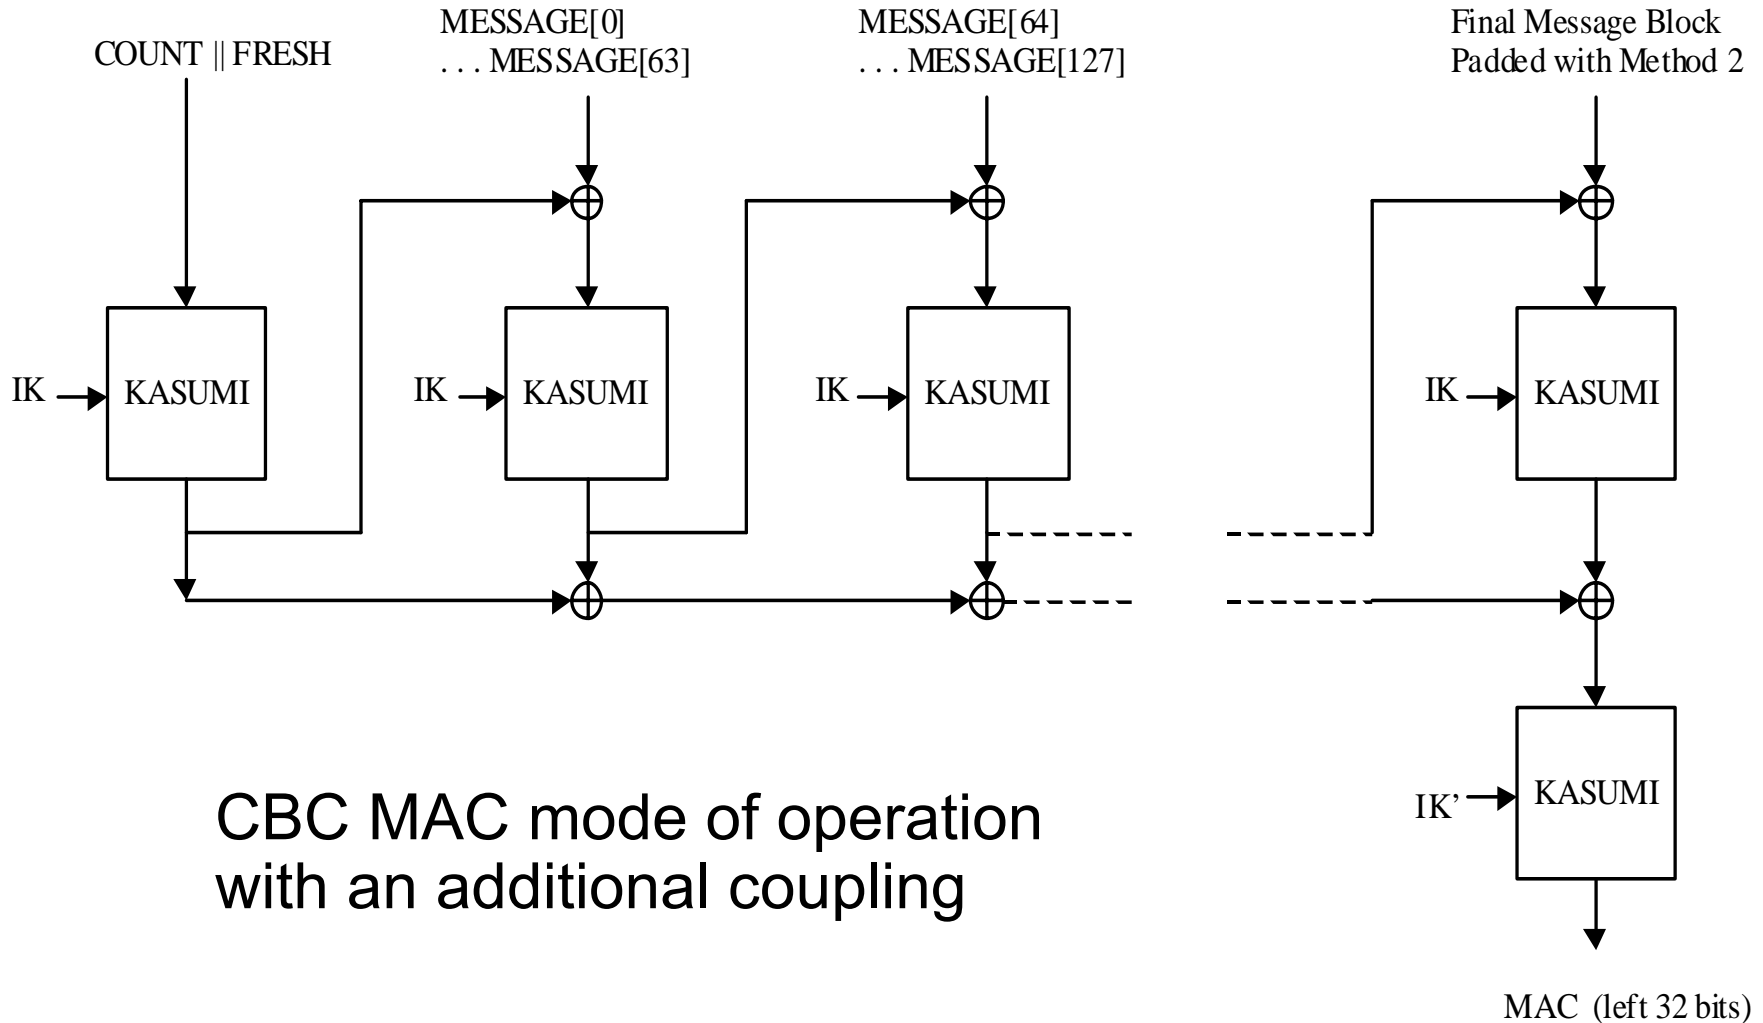 COUNT || FRESH
MESSAGE[0]
. . . MESSAGE[63]
MESSAGE[64]
. . . MESSAGE[127]
Final Message Block
Padded with Method 2
IK
KASUMI
IK
KASUMI
IK
KASUMI
IK
KASUMI
IK’
KASUMI
CBC MAC mode of operation
with an additional coupling
MAC (left 32 bits)